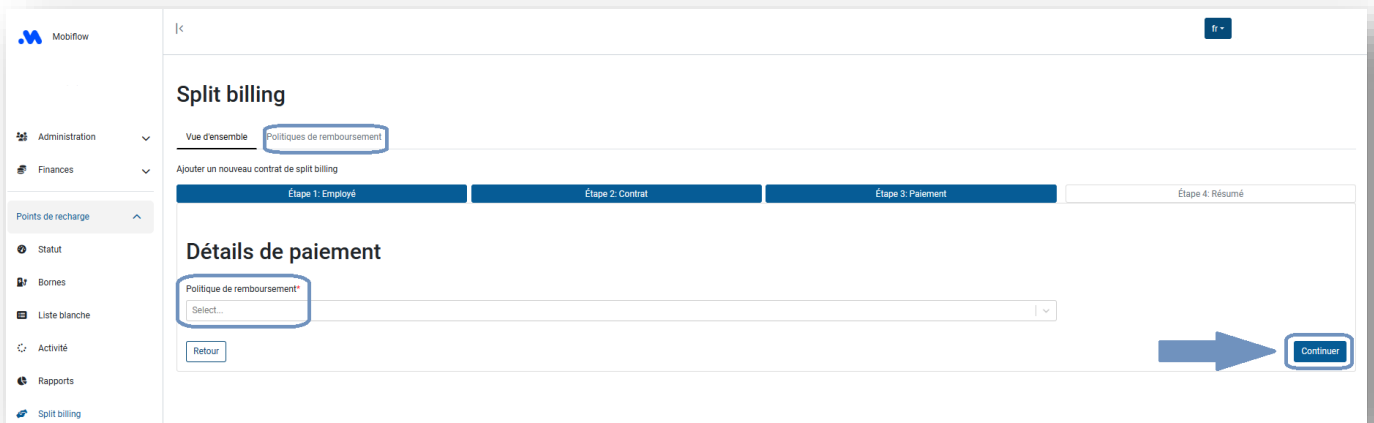 Mobiflow
fr
Split billing
Administration
Vue d'ensemble
Politiques de remboursement
Finances
Ajouter un nouveau contrat de split billing
Étape 1: Employé
Étape 2: Contrat
Étape 3: Paiement
Étape 4: Résumé
Points de recharge
Statut
Détails de paiement
Bornes
Politique de remboursement*
Liste blanche
Select...
Activité
Retour
Continuer
Rapports
Split billing